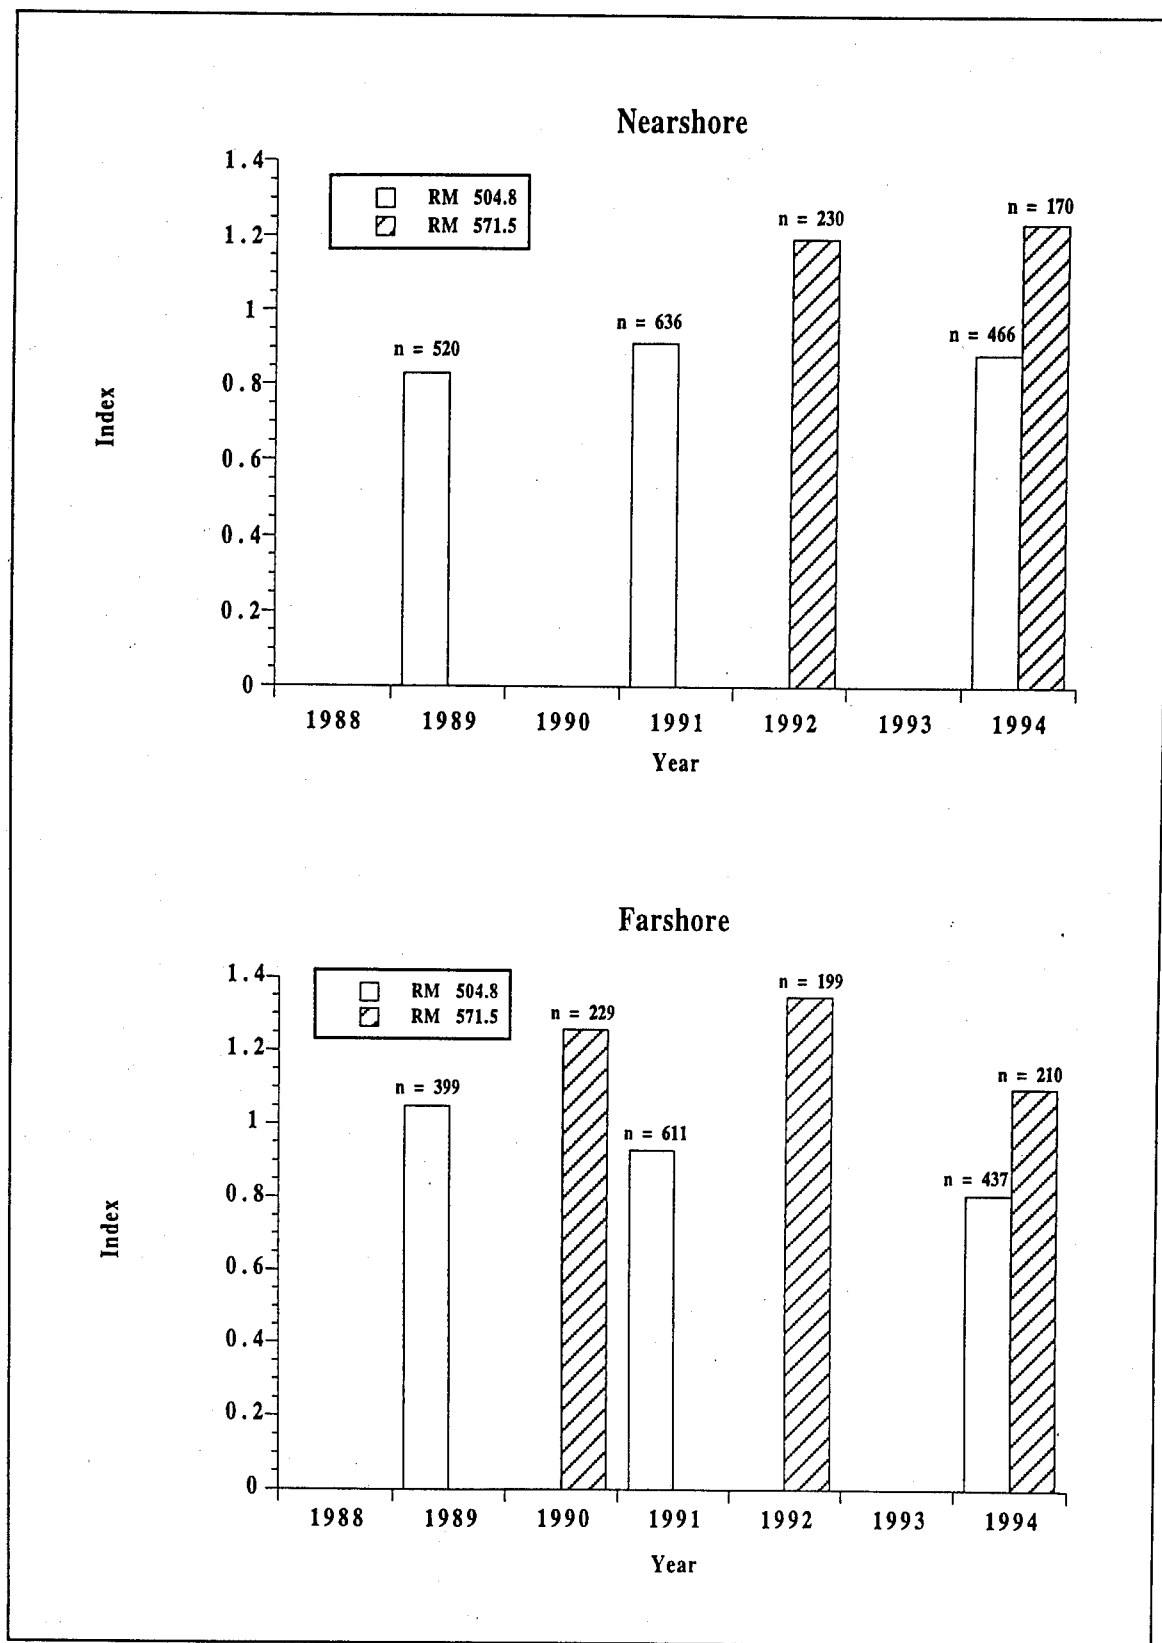 Nearshore
1.4
1.2
1
0.8
0.6
0.4
0.2
0
Index
RM 504.8
RM 571.5
n = 520
n = 636
n = 230
n = 466
n = 170
1988 1989 1990 1991 1992 1993 1994
Year
Farshore
1.4
1.2
1
0.8
0.6
0.4
0.2
0
Index
RM 504.8
RM 571.5
n = 399
n = 229
n = 611
n = 199
n = 437
n = 210
1988 1989 1990 1991 1992 1993 1994
Year